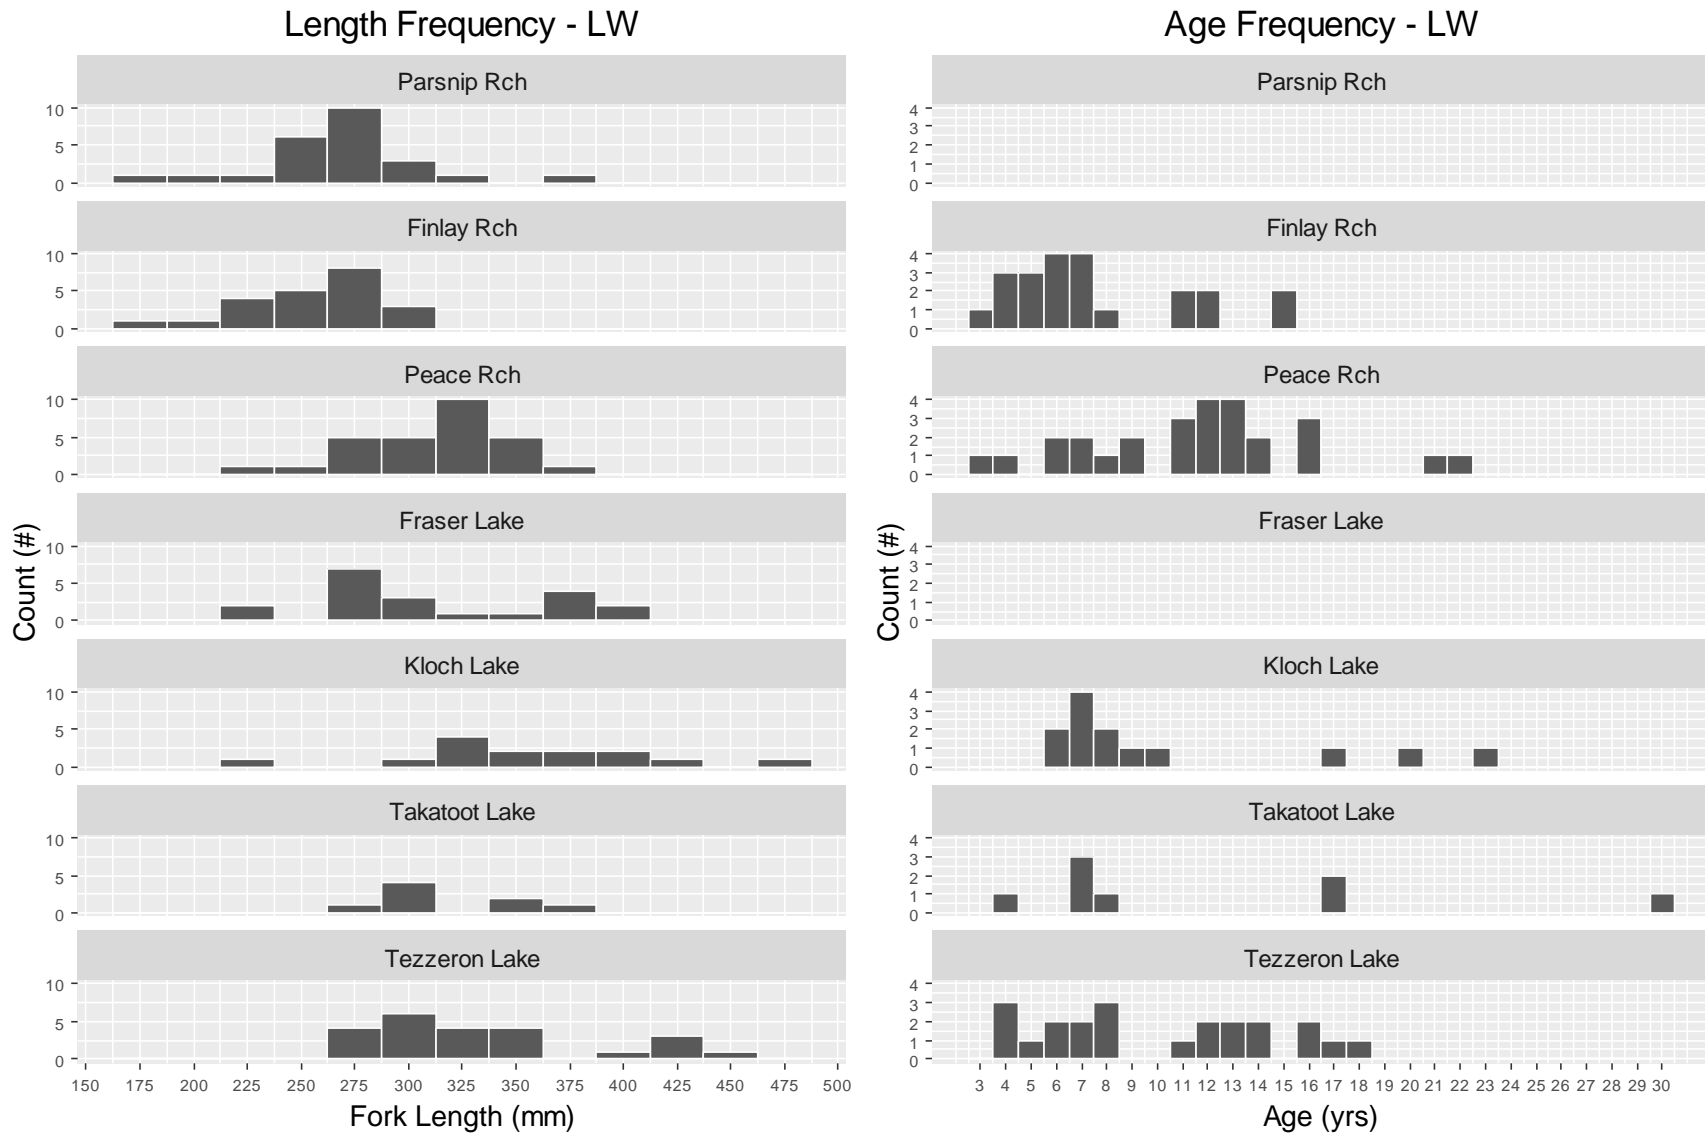 Length Frequency - LW
Parsnip Rch
10
5
0
Finlay Rch
10
5
0
Peace Rch
10
5
0
Fraser Lake
10
5
0
Kloch Lake
10
5
0
Takatoot Lake
10
5
0
Tezzeron Lake
10
5
0
Count (#)
150 175 200 225 250 275 300 325 350 375 400 425 450 475 500
Fork Length (mm)
Age Frequency - LW
Parsnip Rch
4
3
2
1
0
Finlay Rch
4
3
2
1
0
Peace Rch
4
3
2
1
0
Fraser Lake
4
3
2
1
0
Kloch Lake
4
3
2
1
0
Takatoot Lake
4
3
2
1
0
Tezzeron Lake
4
3
2
1
0
Count (#)
3 4 5 6 7 8 9 10 11 12 13 14 15 16 17 18 19 20 21 22 23 24 25 26 27 28 29 30
Age (yrs)